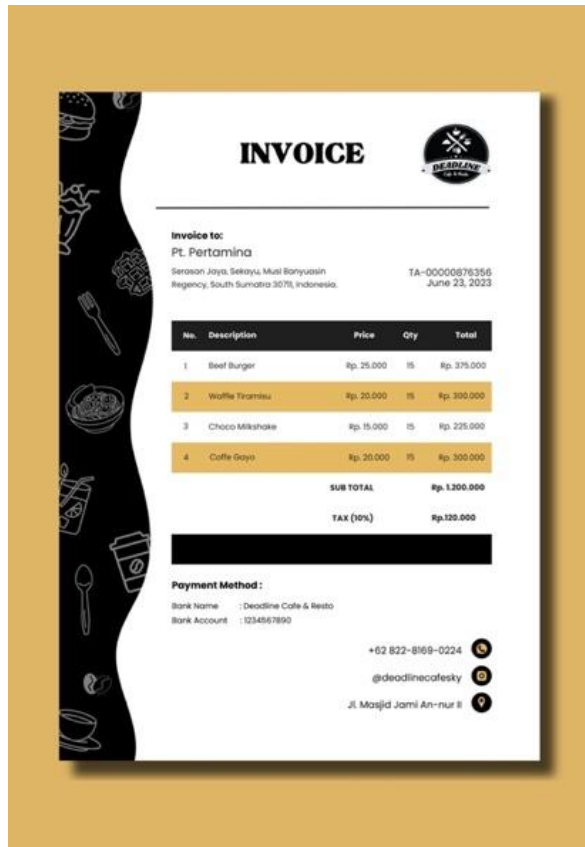 INVOICE
DEADLINE
Cafe & Resto
Invoice to:
Pt. Pertamina
Serasan Jaya, Sekayu, Musi Banyuasin
Regency, South Sumatra 30711, Indonesia.
TA-00000876356
June 23, 2023
No. Description Price Qty Total
1 Beef Burger Rp. 25.000 15 Rp. 375.000
2 Waffle Tiramisu Rp. 20.000 15 Rp. 300.000
3 Choco Milkshake Rp. 15.000 15 Rp. 225.000
4 Coffe Gayo Rp. 20.000 15 Rp. 300.000
SUB TOTAL Rp. 1.200.000
TAX (10%) Rp.120.000
Payment Method :
Bank Name : Deadline Cafe & Resto
Bank Account : 1234567890
+62 822-8169-0224
@deadlinecafesky
Jl. Masjid Jami An-nur II